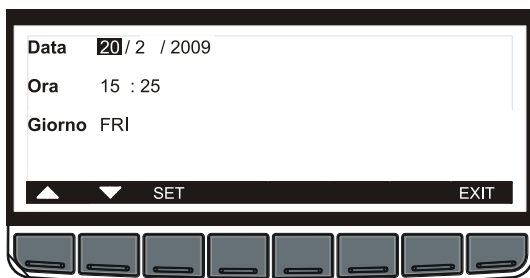 Data 20 / 2 / 2009
Ora 15 : 25
Giorno FRI
SET EXIT